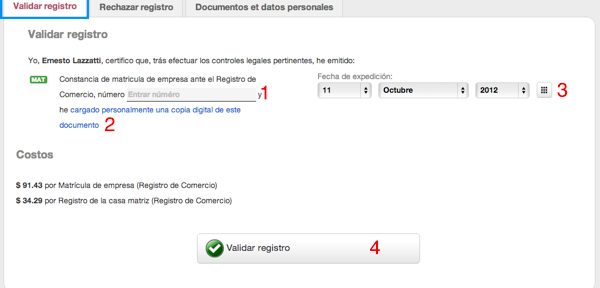 Validar registro
Rechazar registro
Documentos et datos personales
Validar registro
Yo, Ernesto Lazzatti, certifico que, trás efectuar los controles legales pertinentes, he emitido:
MAT
Constancia de matricula de empresa ante el Registro de
Comercio, número Entrar núméro 1 y
he cargado personalmente una copia digital de este
documento 2
Fecha de expedición:
11 Octubre 2012 3
Costos
$ 91.43 por Matrícula de empresa (Registro de Comercio)
$ 34.29 por Registro de la casa matriz (Registro de Comercio)
Validar registro 4